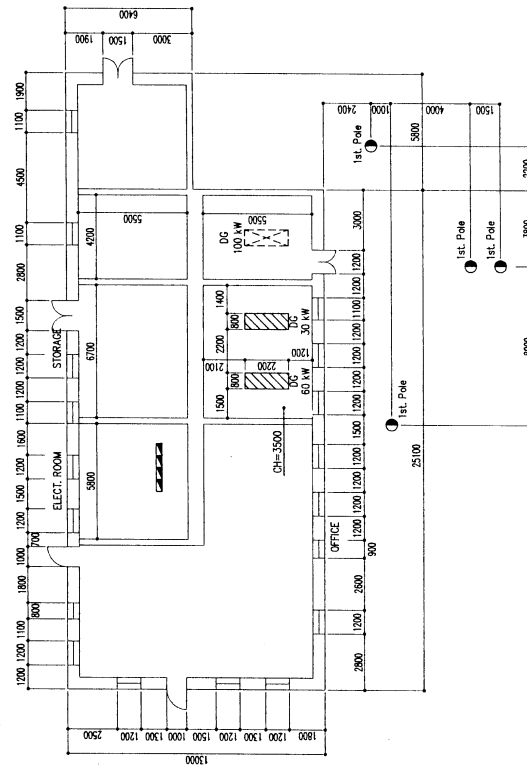 6400
1900 1500 3000
1200 1200 1100 800 1800 1000 700 1200 1500 1200 1600 1100 1200 1200 1200 1500 2800 1100 4500 1100 1900
ELECT. ROOM
STORAGE
5800 6700 4200
5500
5500
DG
100 kW
1400
2200
1500
800
800
2100 2200 1200
DG
30 kW
DG
60 kW
CH=3500
OFFICE
2800 1200 2600 900 1200 1200 1200 1200 1500 1200 1200 1200 1200 1100 1200 1200 3000
25100 5800
2400 1000 4000 1500
1st. Pole
1st. Pole
1st. Pole
1st. Pole
2500 1200 1300 1000 1500 1200 1300 1200 1800
13000